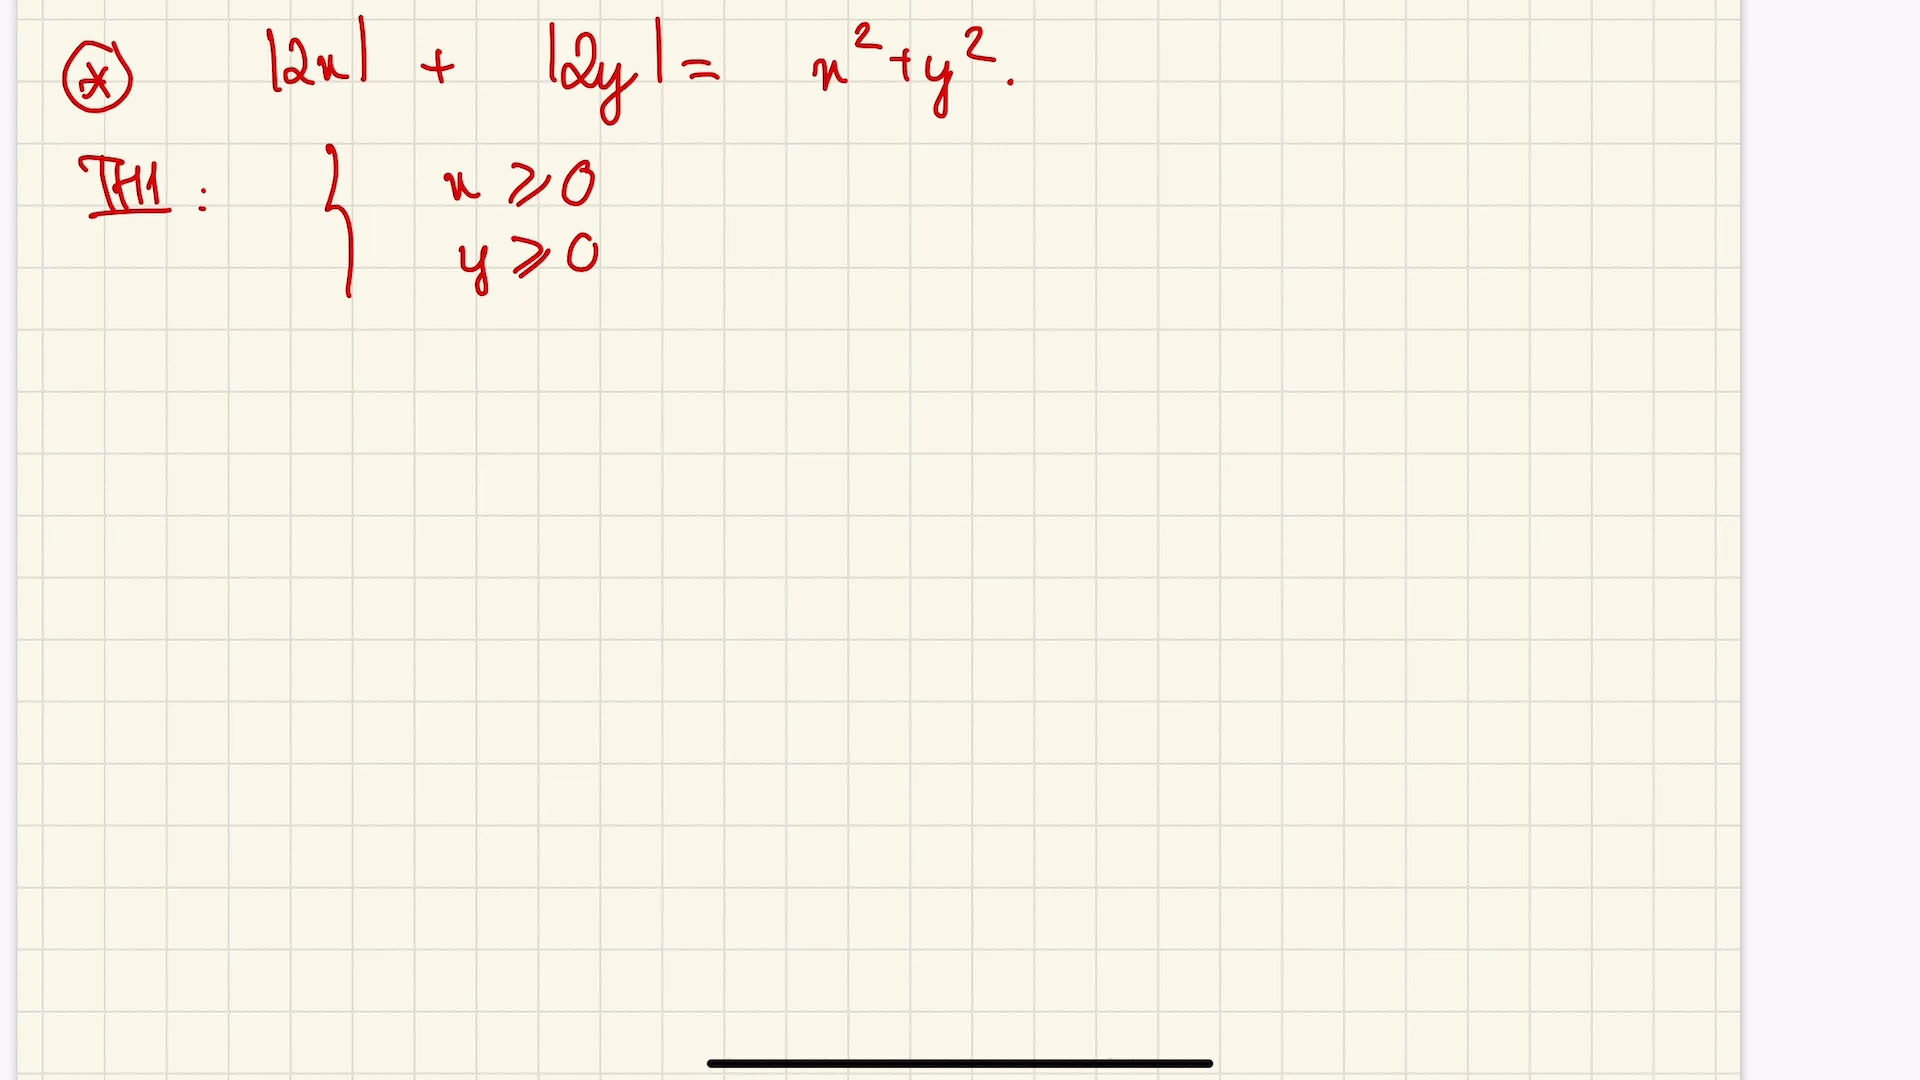 ⊛ |2x| + |2y| = x² + y².
TH1 : { x ⩾ 0
y ⩾ 0